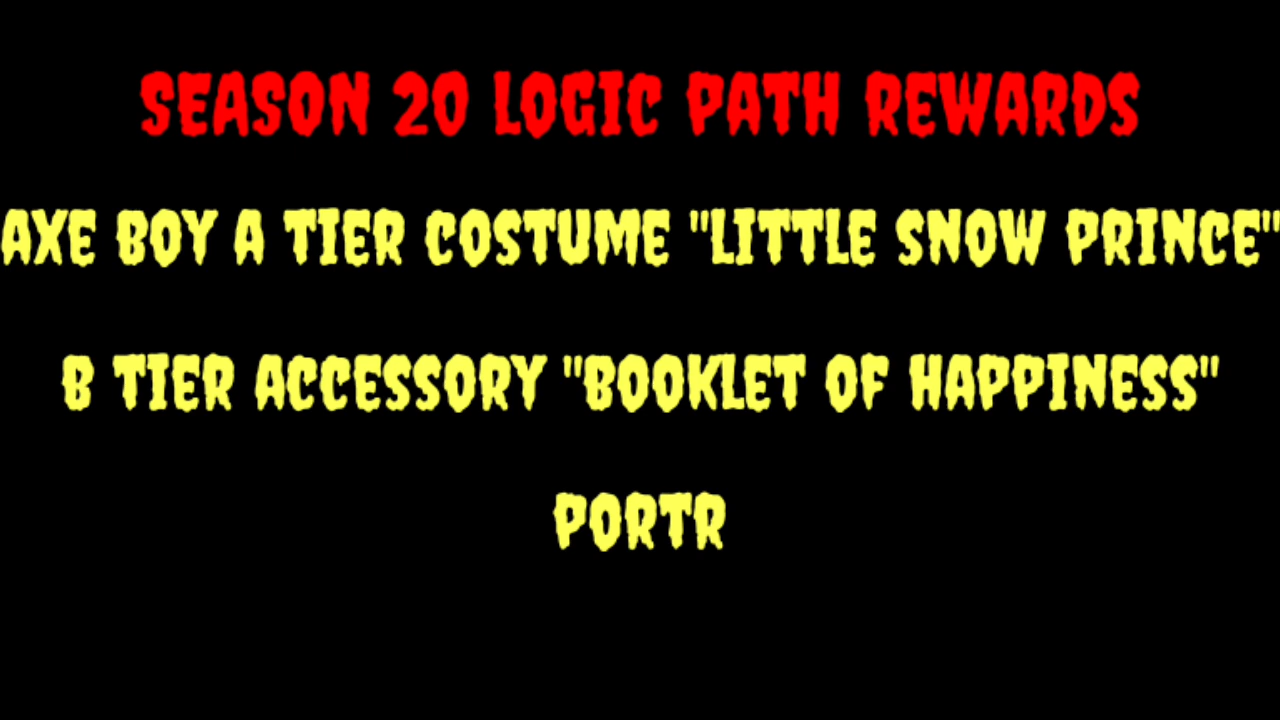 SEASON 20 LOGIC PATH REWARDS
AXE BOY A TIER COSTUME "LITTLE SNOW PRINCE"
B TIER ACCESSORY "BOOKLET OF HAPPINESS"
PORTR